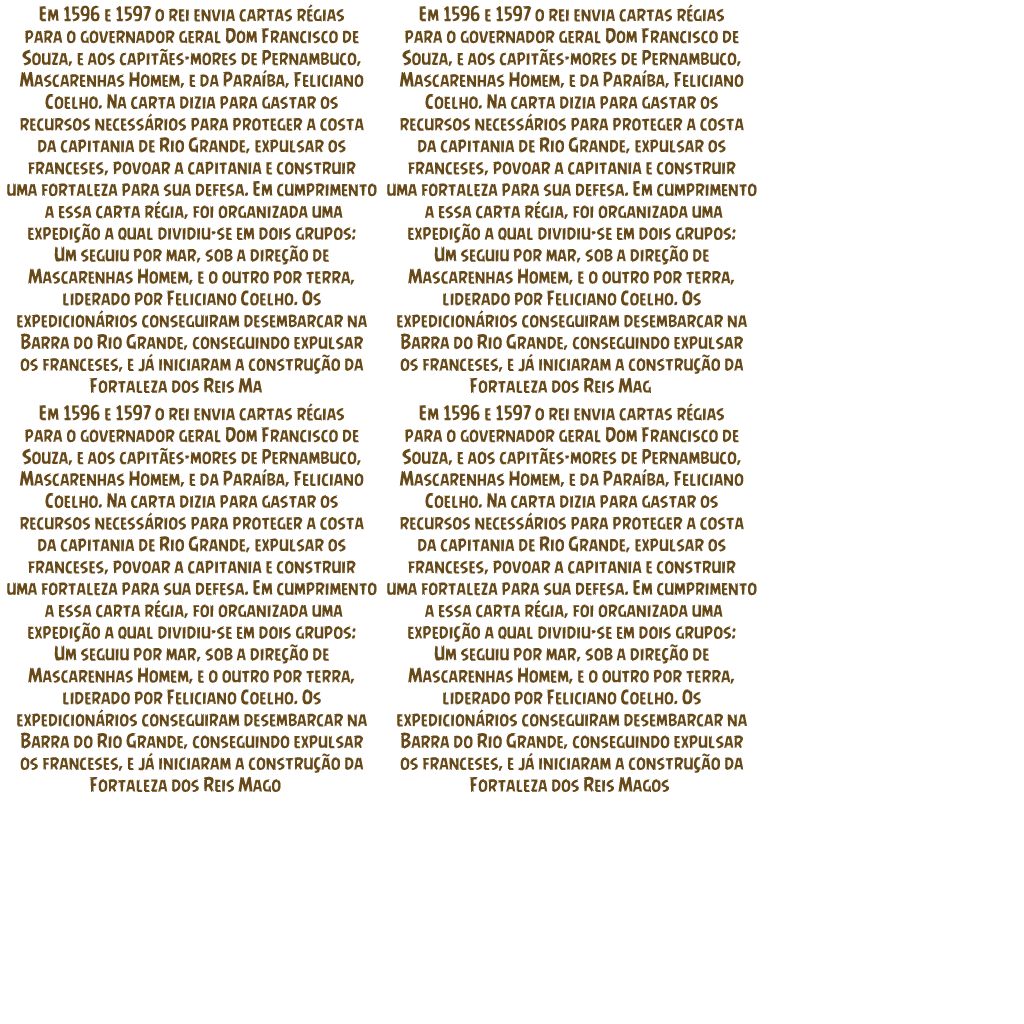 Em 1596 e 1597 o rei envia cartas régias
para o governador geral Dom Francisco de
Souza, e aos capitães-mores de Pernambuco,
Mascarenhas Homem, e da Paraíba, Feliciano
Coelho. Na carta dizia para gastar os
recursos necessários para proteger a costa
da capitania de Rio Grande, expulsar os
franceses, povoar a capitania e construir
uma fortaleza para sua defesa. Em cumprimento
a essa carta régia, foi organizada uma
expedição a qual dividiu-se em dois grupos:
Um seguiu por mar, sob a direção de
Mascarenhas Homem, e o outro por terra,
liderado por Feliciano Coelho. Os
expedicionários conseguiram desembarcar na
Barra do Rio Grande, conseguindo expulsar
os franceses, e já iniciaram a construção da
Fortaleza dos Reis Ma
Em 1596 e 1597 o rei envia cartas régias
para o governador geral Dom Francisco de
Souza, e aos capitães-mores de Pernambuco,
Mascarenhas Homem, e da Paraíba, Feliciano
Coelho. Na carta dizia para gastar os
recursos necessários para proteger a costa
da capitania de Rio Grande, expulsar os
franceses, povoar a capitania e construir
uma fortaleza para sua defesa. Em cumprimento
a essa carta régia, foi organizada uma
expedição a qual dividiu-se em dois grupos:
Um seguiu por mar, sob a direção de
Mascarenhas Homem, e o outro por terra,
liderado por Feliciano Coelho. Os
expedicionários conseguiram desembarcar na
Barra do Rio Grande, conseguindo expulsar
os franceses, e já iniciaram a construção da
Fortaleza dos Reis Mag
Em 1596 e 1597 o rei envia cartas régias
para o governador geral Dom Francisco de
Souza, e aos capitães-mores de Pernambuco,
Mascarenhas Homem, e da Paraíba, Feliciano
Coelho. Na carta dizia para gastar os
recursos necessários para proteger a costa
da capitania de Rio Grande, expulsar os
franceses, povoar a capitania e construir
uma fortaleza para sua defesa. Em cumprimento
a essa carta régia, foi organizada uma
expedição a qual dividiu-se em dois grupos:
Um seguiu por mar, sob a direção de
Mascarenhas Homem, e o outro por terra,
liderado por Feliciano Coelho. Os
expedicionários conseguiram desembarcar na
Barra do Rio Grande, conseguindo expulsar
os franceses, e já iniciaram a construção da
Fortaleza dos Reis Mago
Em 1596 e 1597 o rei envia cartas régias
para o governador geral Dom Francisco de
Souza, e aos capitães-mores de Pernambuco,
Mascarenhas Homem, e da Paraíba, Feliciano
Coelho. Na carta dizia para gastar os
recursos necessários para proteger a costa
da capitania de Rio Grande, expulsar os
franceses, povoar a capitania e construir
uma fortaleza para sua defesa. Em cumprimento
a essa carta régia, foi organizada uma
expedição a qual dividiu-se em dois grupos:
Um seguiu por mar, sob a direção de
Mascarenhas Homem, e o outro por terra,
liderado por Feliciano Coelho. Os
expedicionários conseguiram desembarcar na
Barra do Rio Grande, conseguindo expulsar
os franceses, e já iniciaram a construção da
Fortaleza dos Reis Magos